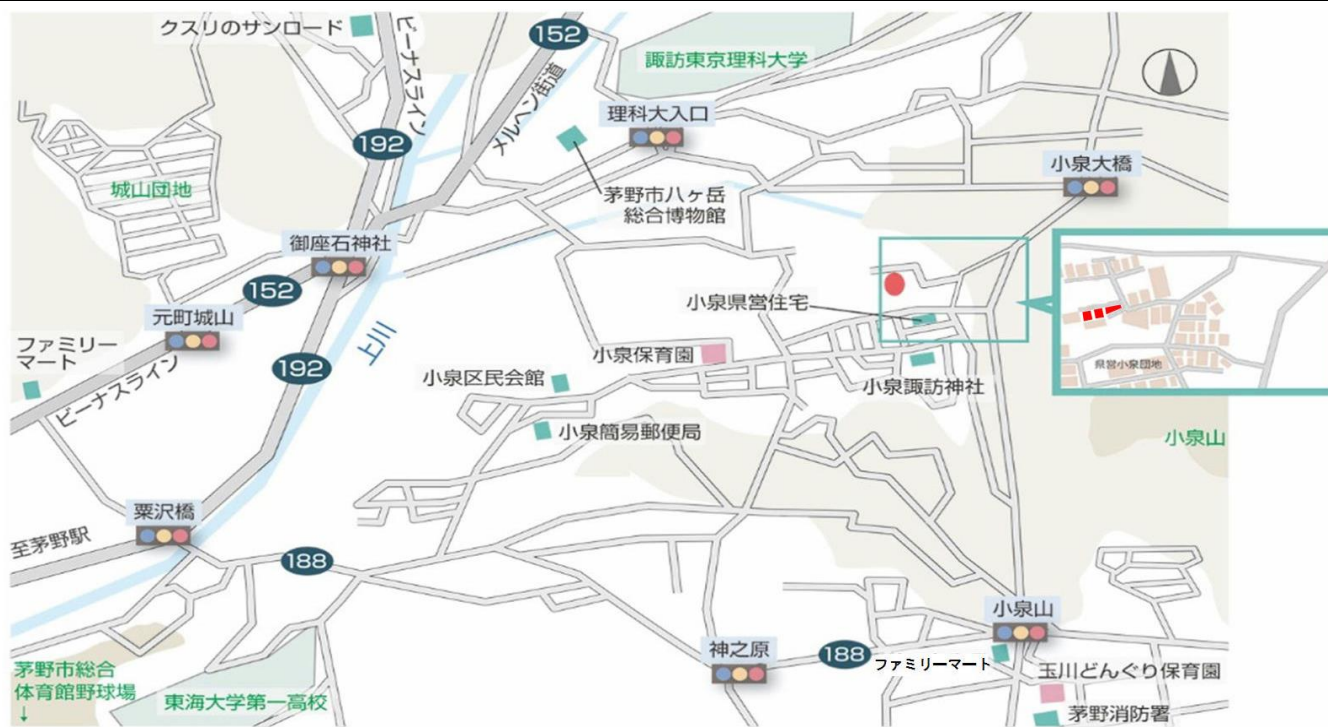 クスリのサンロード
ビーナスライン
152
諏訪東京理科大学
メルヘン街道
理科大入口
192
小泉大橋
城山団地
茅野市八ヶ岳
総合博物館
御座石神社
152
小泉県営住宅
元町城山
上川
ファミリー
マート
ビーナスライン
192
小泉保育園
県営小泉団地
小泉区民会館
小泉諏訪神社
小泉簡易郵便局
小泉山
粟沢橋
至茅野駅
188
小泉山
神之原
188
ファミリーマート
茅野市総合
体育館野球場
↓
東海大学第一高校
玉川どんぐり保育園
茅野消防署